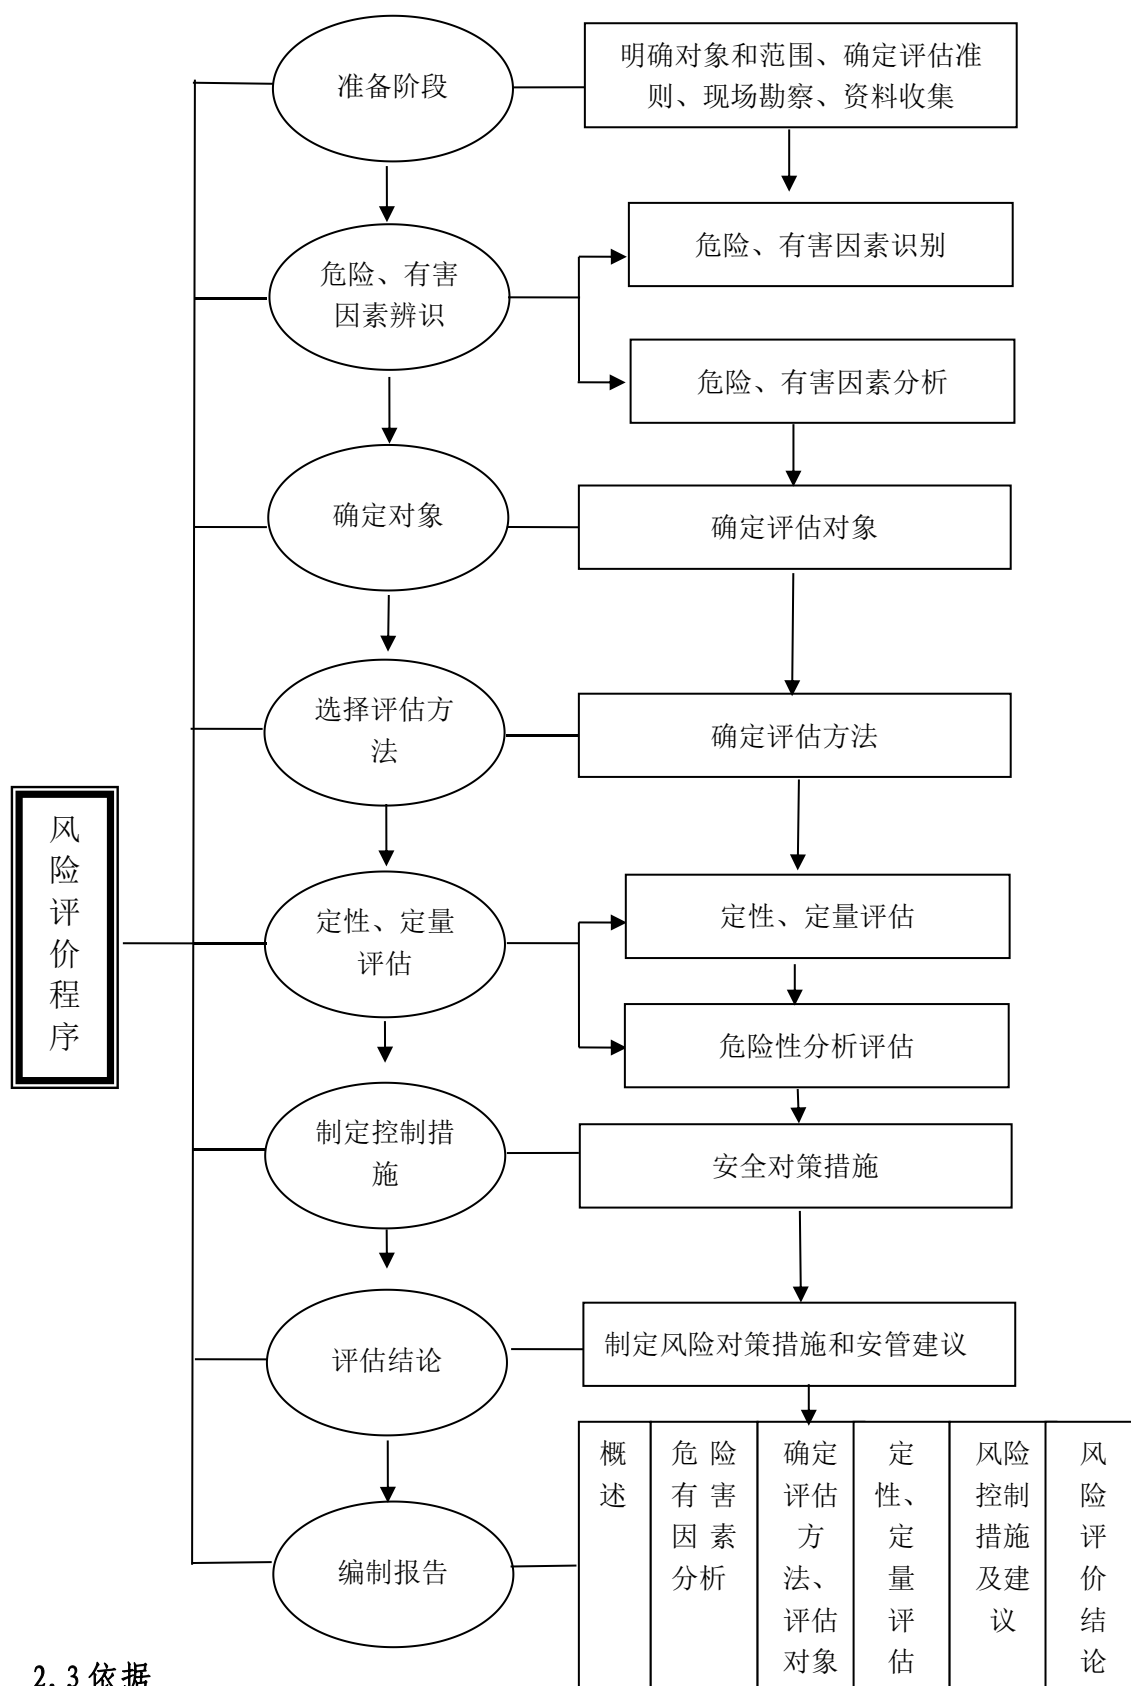 准备阶段
明确对象和范围、确定评估准
则、现场勘察、资料收集
危险、有害
因素辨识
危险、有害因素识别
危险、有害因素分析
确定对象
确定评估对象
选择评估方
法
确定评估方法
风
险
评
价
程
序
定性、定量
评估
定性、定量评估
危险性分析评估
制定控制措
施
安全对策措施
评估结论
制定风险对策措施和安管建议
编制报告
概
述
危 险
有 害
因 素
分析
确定
评估
方
法、
评估
对象
定
性、
定
量
评
估
风险
控制
措施
及建
议
风
险
评
价
结
论
2.3依据